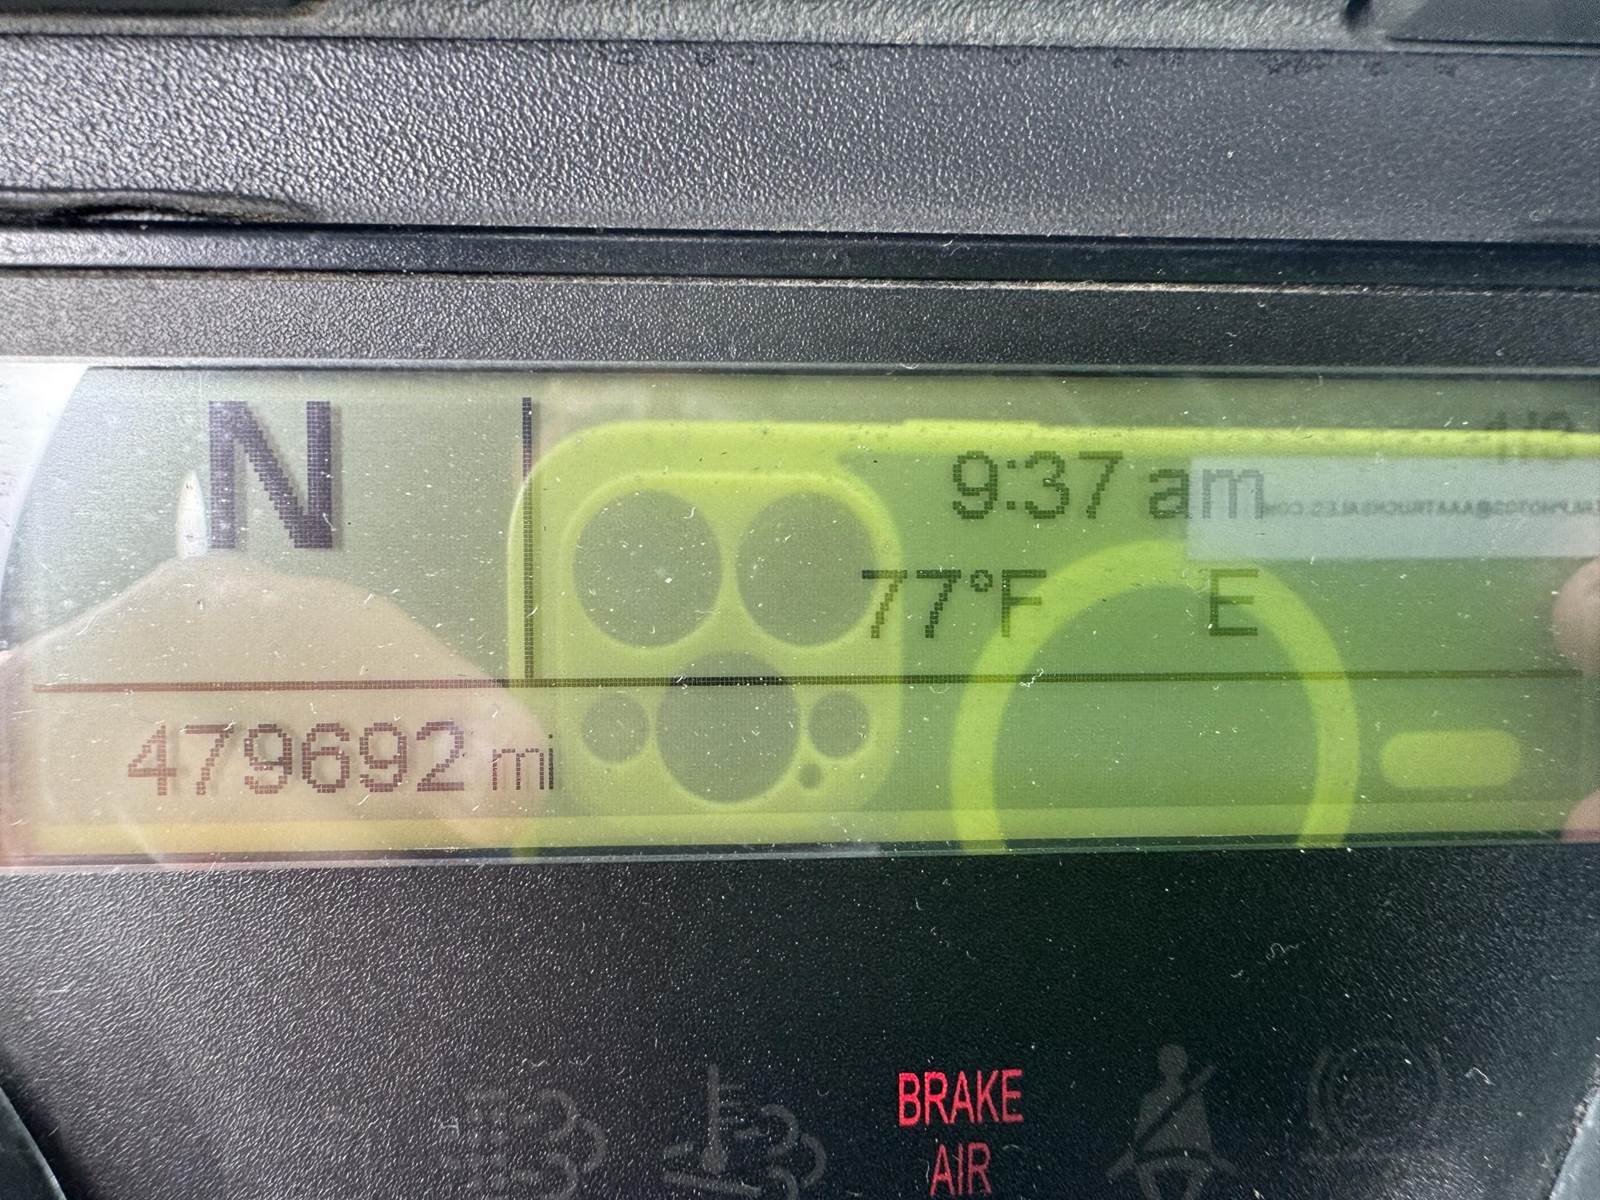 N
9:37 am
77°F E
479692 mi
BRAKE
AIR